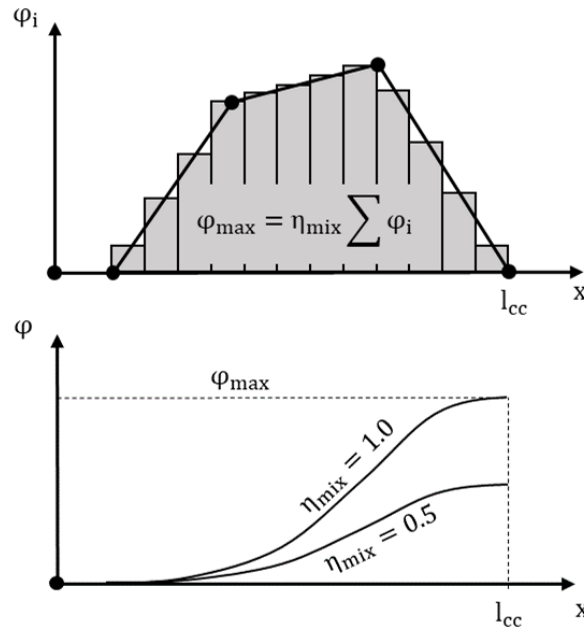 φi
φmax = ηmix ∑ φi
lcc
x
φ
φmax
ηmix = 1.0
ηmix = 0.5
lcc
x